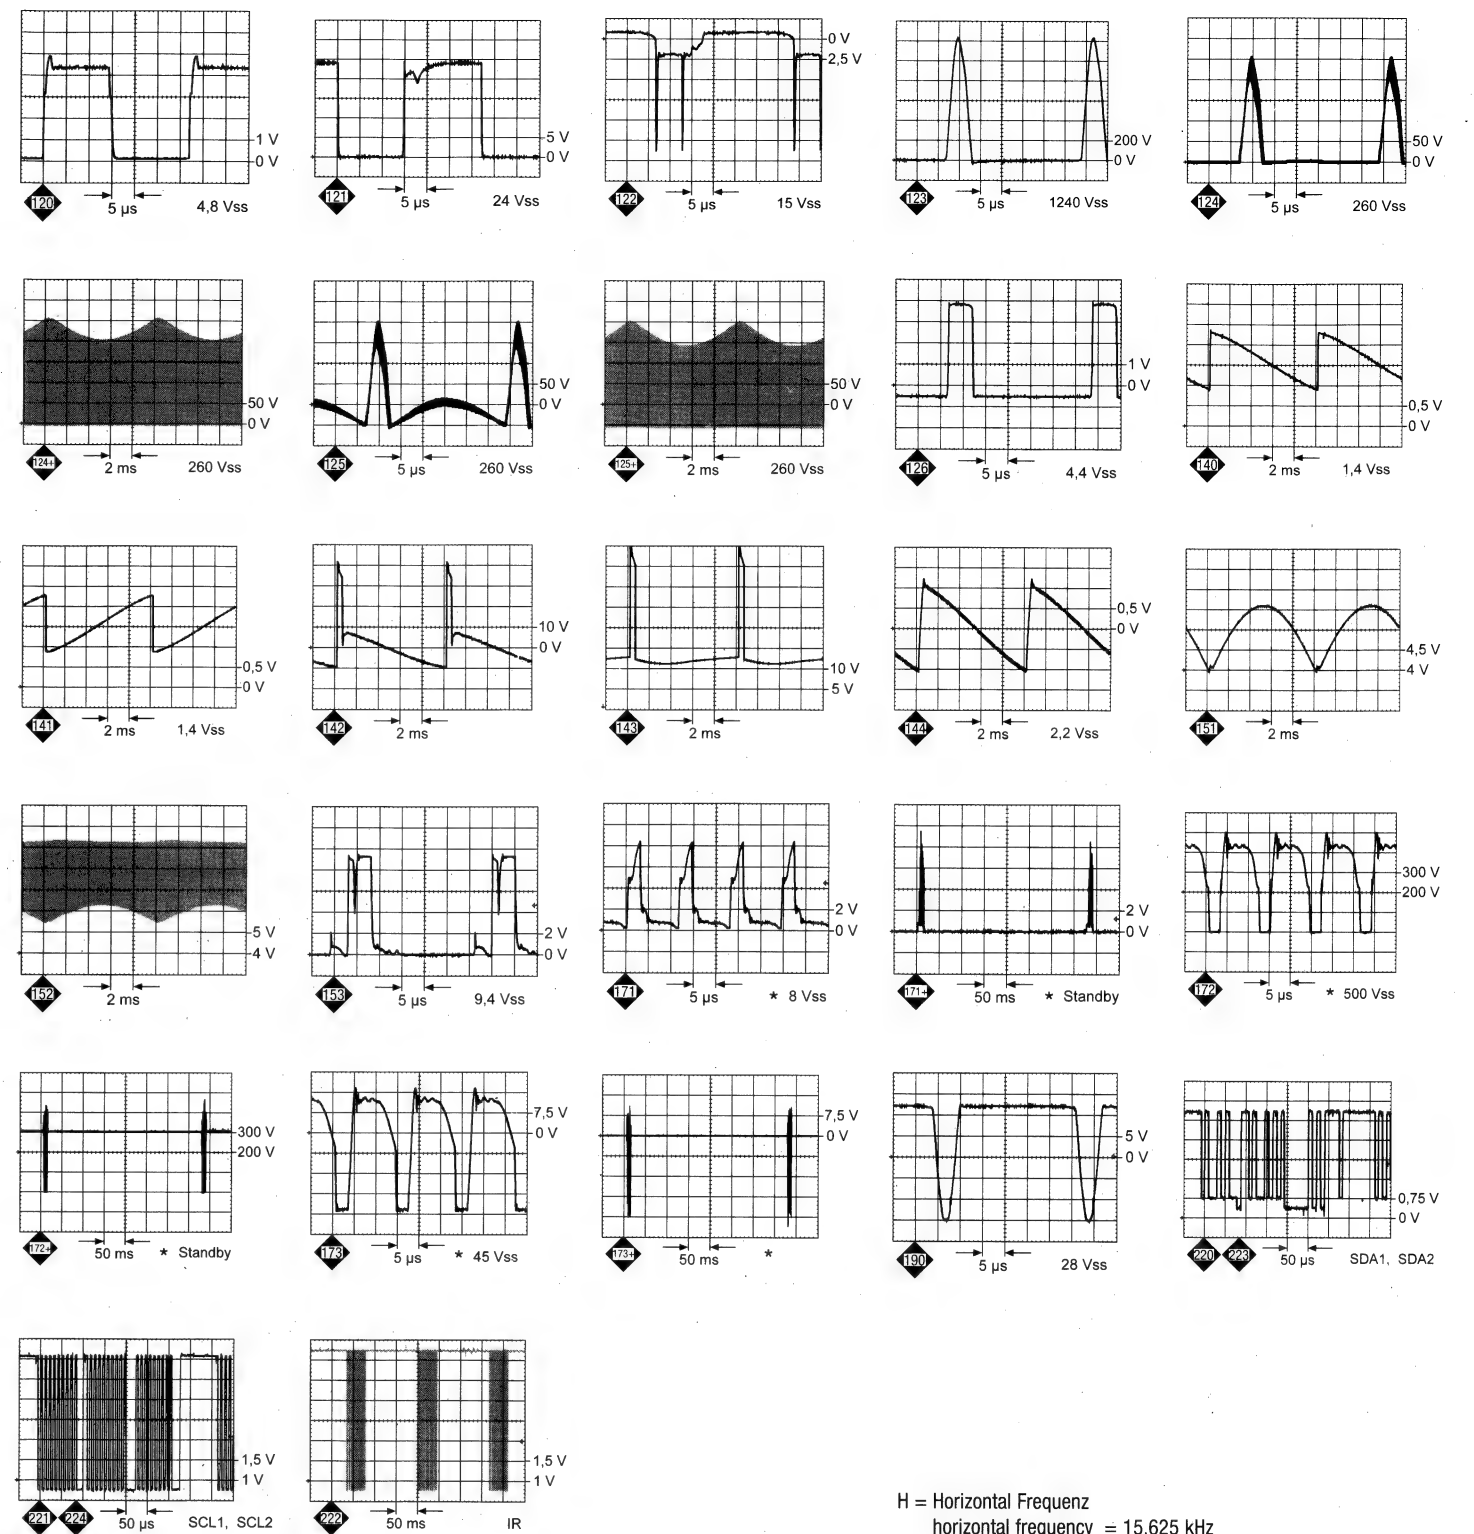 1 V
0 V
120 5 µs 4,8 Vss
5 V
0 V
121 5 µs 24 Vss
0 V
2,5 V
122 5 µs 15 Vss
200 V
0 V
123 5 µs 1240 Vss
50 V
0 V
124 5 µs 260 Vss
50 V
0 V
124+ 2 ms 260 Vss
50 V
0 V
125 5 µs 260 Vss
50 V
0 V
125+ 2 ms 260 Vss
1 V
0 V
126 5 µs 4,4 Vss
0,5 V
0 V
140 2 ms 1,4 Vss
0,5 V
0 V
141 2 ms 1,4 Vss
10 V
0 V
142 2 ms
10 V
5 V
143 2 ms
0,5 V
0 V
144 2 ms 2,2 Vss
4,5 V
4 V
151 2 ms
5 V
4 V
152 2 ms
2 V
0 V
153 5 µs 9,4 Vss
2 V
0 V
171 5 µs * 8 Vss
2 V
0 V
171+ 50 ms * Standby
300 V
200 V
172 5 µs * 500 Vss
300 V
200 V
172+ 50 ms * Standby
7,5 V
0 V
173 5 µs * 45 Vss
7,5 V
0 V
173+ 50 ms *
5 V
0 V
190 5 µs 28 Vss
0,75 V
0 V
220 223 50 µs SDA1, SDA2
1,5 V
1 V
221 224 50 µs SCL1, SCL2
1,5 V
1 V
222 50 ms IR
H = Horizontal Frequenz
horizontal frequency = 15,625 kHz